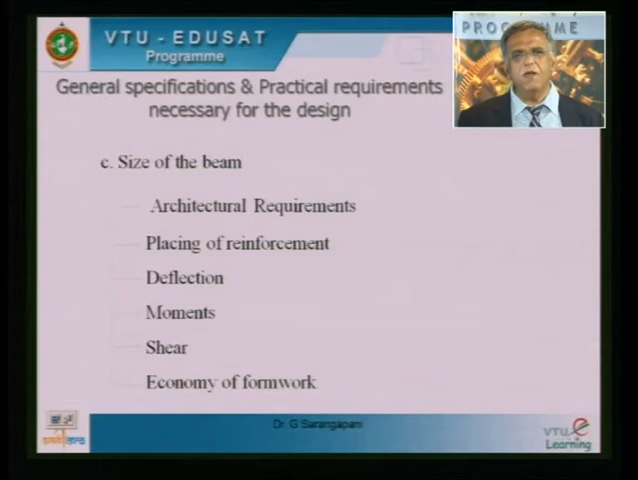 VTU - EDUSAT
Programme
PROGRAMME
General specifications & Practical requirements
necessary for the design
c. Size of the beam
Architectural Requirements
Placing of reinforcement
Deflection
Moments
Shear
Economy of formwork
Dr. G Sarangapani
VTU e
Learning